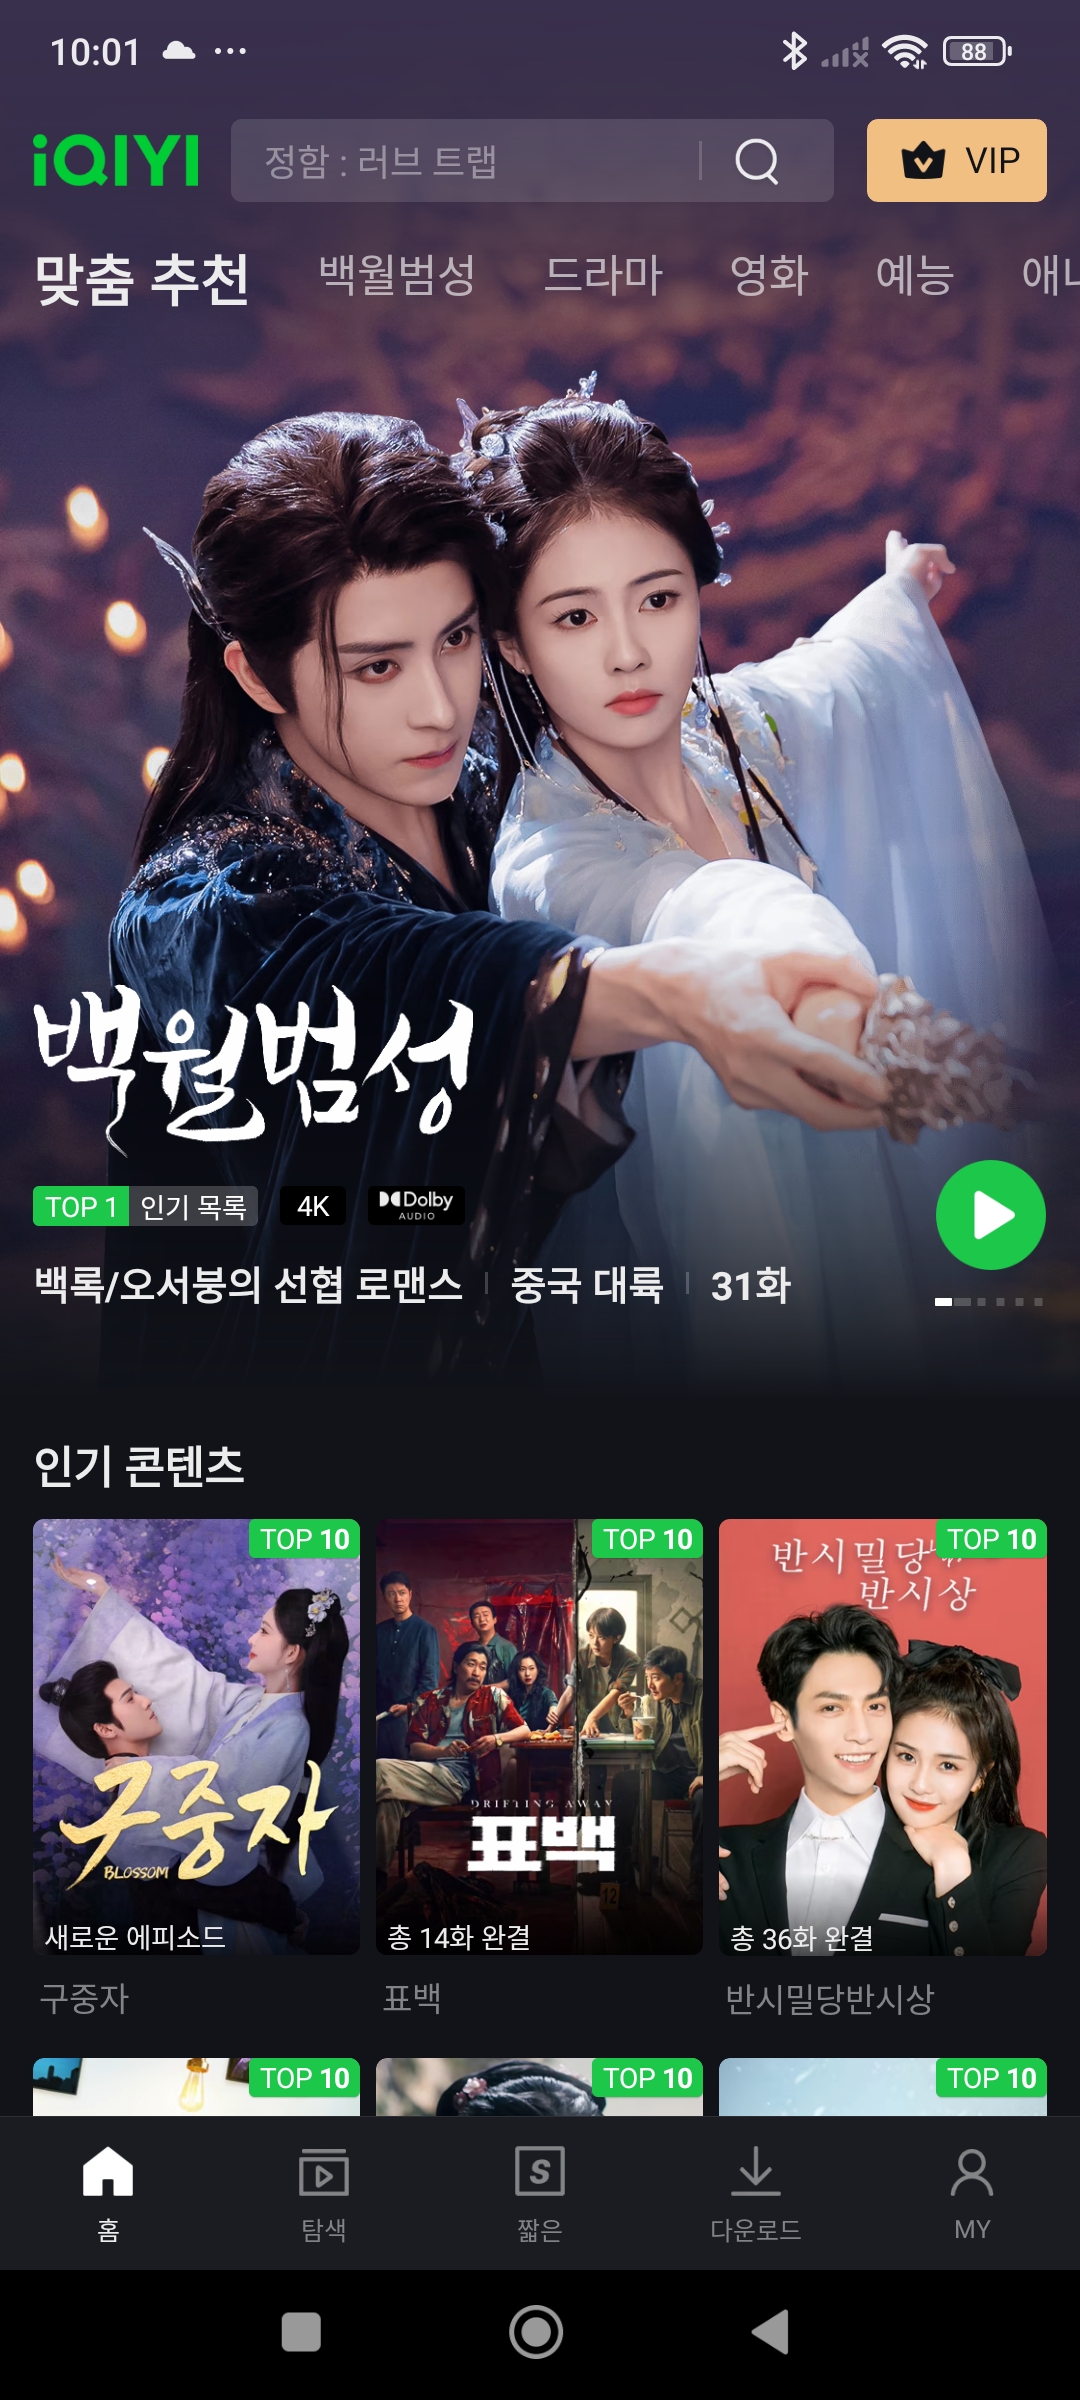 10:01
88
iQIYI
정함 : 러브 트랩
VIP
맞춤 추천 백월범성 드라마 영화 예능
백월범성
TOP 1 인기 목록 4K Dolby AUDIO
백록/오서붕의 선협 로맨스 중국 대륙 31화
인기 콘텐츠
TOP 10
구중자
BLOSSOM
새로운 에피소드
구중자
TOP 10
DRIFTING AWAY
표백
12
총 14화 완결
표백
TOP 10
반시밀당
반시상
총 36화 완결
반시밀당반시상
TOP 10
TOP 10
TOP 10
홈 탐색 짧은 다운로드 MY